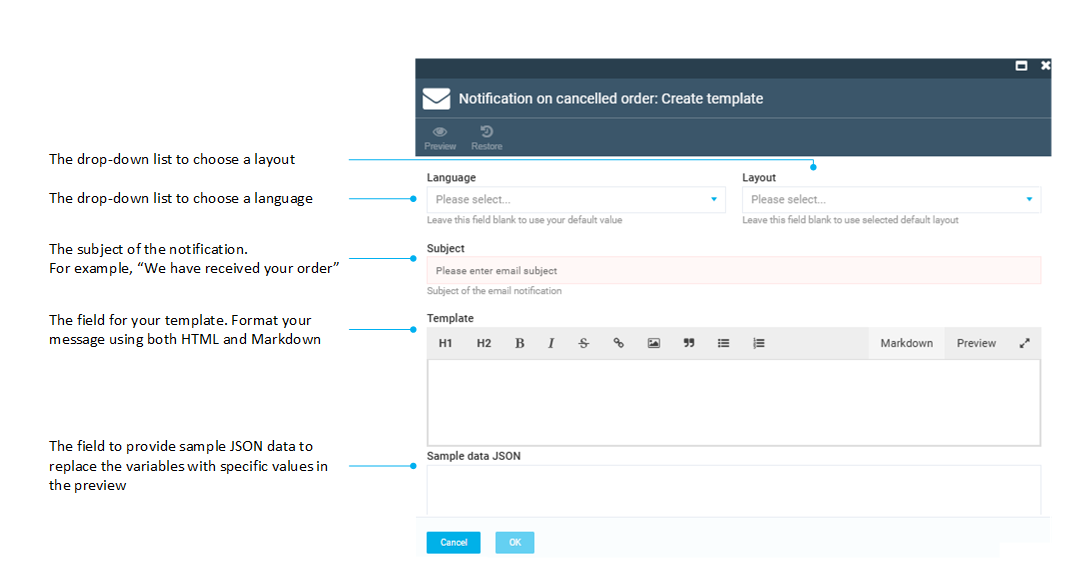 Notification on cancelled order: Create template
Preview Restore
The drop-down list to choose a layout
Language Layout
The drop-down list to choose a language
Please select... Please select...
Leave this field blank to use your default value Leave this field blank to use selected default layout
The subject of the notification.
For example, “We have received your order”
Subject
Please enter email subject
Subject of the email notification
The field for your template. Format your
message using both HTML and Markdown
Template
H1 H2 B I S Markdown Preview
The field to provide sample JSON data to
replace the variables with specific values in
the preview
Sample data JSON
Cancel OK